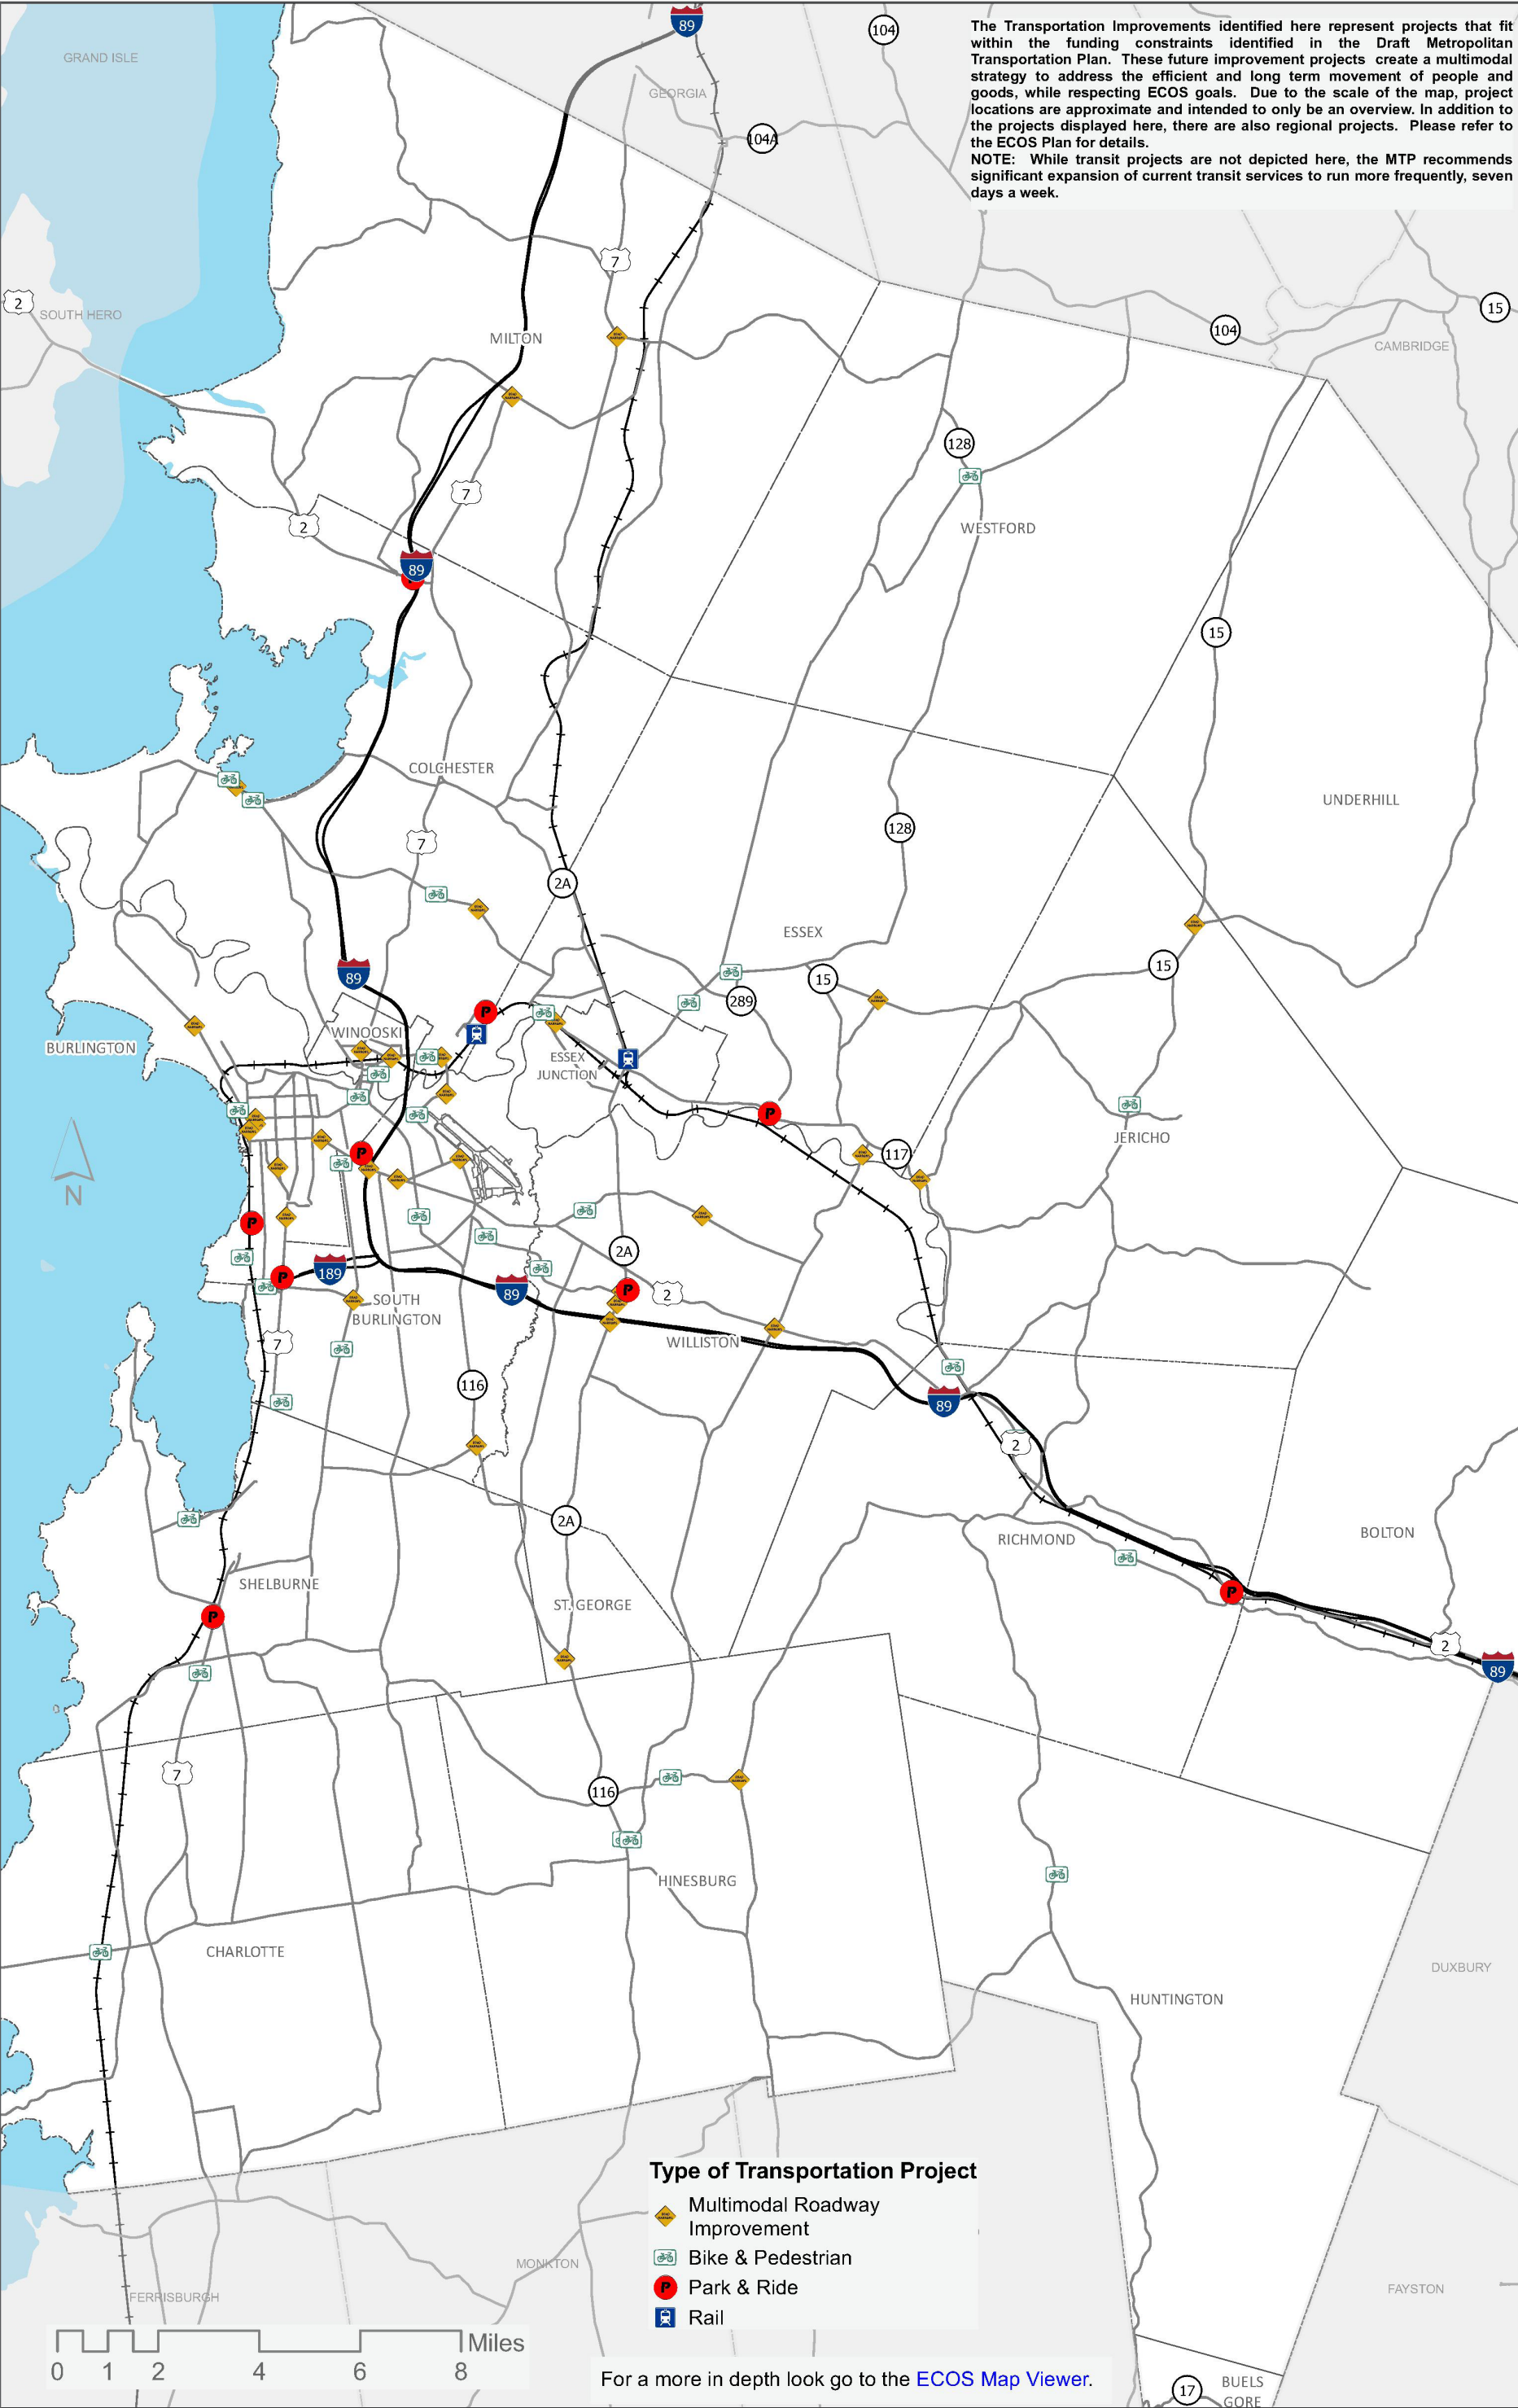 The Transportation Improvements identified here represent projects that fit
within the funding constraints identified in the Draft Metropolitan
Transportation Plan. These future improvement projects create a multimodal
strategy to address the efficient and long term movement of people and
goods, while respecting ECOS goals. Due to the scale of the map, project
locations are approximate and intended to only be an overview. In addition to
the projects displayed here, there are also regional projects. Please refer to
the ECOS Plan for details.
NOTE: While transit projects are not depicted here, the MTP recommends
significant expansion of current transit services to run more frequently, seven
days a week.
89
104
GRAND ISLE
GEORGIA
104A
7
2
SOUTH HERO
15
104
CAMBRIDGE
MILTON
128
7
2
WESTFORD
89
15
COLCHESTER
UNDERHILL
128
7
2A
ESSEX
15
89
15
289
P
WINOOSKI
BURLINGTON
ESSEX
JUNCTION
P
JERICHO
P
117
N
P
2A
189
P
89
P
2
SOUTH
BURLINGTON
7
WILLISTON
116
89
2
2A
RICHMOND
BOLTON
SHELBURNE
P
ST. GEORGE
P
2
89
7
116
HINESBURG
CHARLOTTE
DUXBURY
HUNTINGTON
Type of Transportation Project
Multimodal Roadway
Improvement
Bike & Pedestrian
P Park & Ride
Rail
MONKTON
FERRISBURGH
FAYSTON
Miles
0 1 2 4 6 8
For a more in depth look go to the ECOS Map Viewer.
17
BUELS
GORE